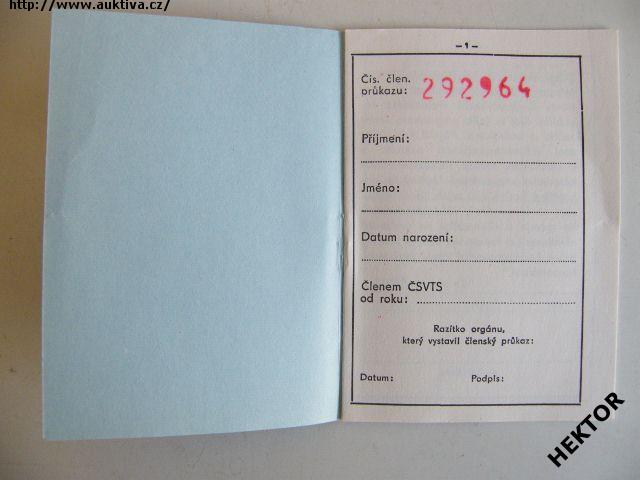 http://www.auktiva.cz/
– 1 –
Čís. člen.
průkazu: 292964
Příjmení:
Jméno:
Datum narození:
Členem ČSVTS
od roku:
Razítko orgánu,
který vystavil členský průkaz:
Datum: Podpis:
HEKTOR